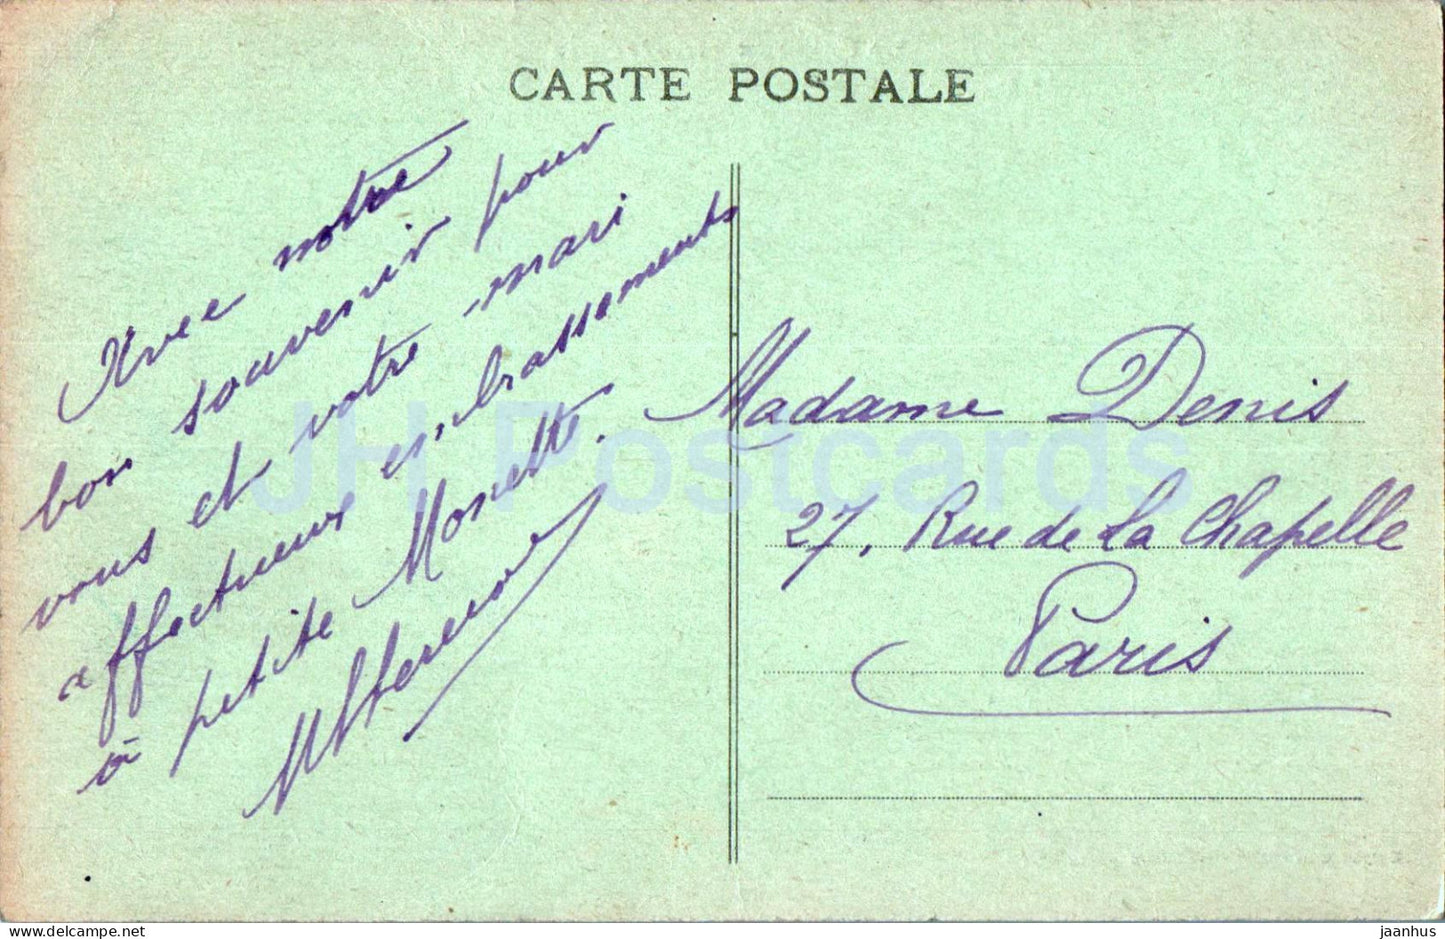 CARTE POSTALE
Avec notre
bon souvenir pour
vous et votre mari
affectueux embrassements
à petite Monette.
Madame Denis
27, Rue de La Chapelle
Paris
JH Postcards
jaanhus